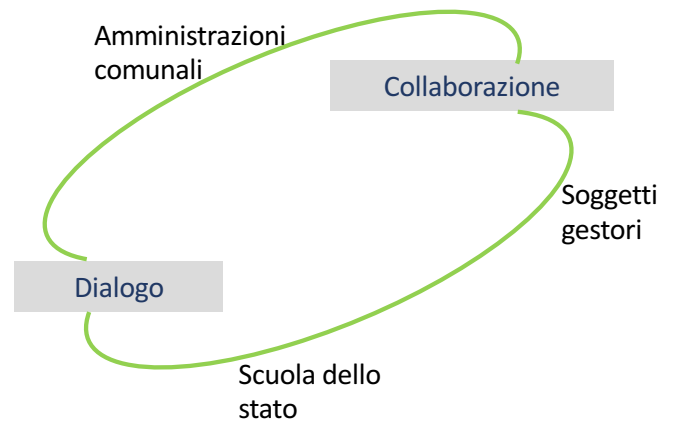 Amministrazioni
comunali
Collaborazione
Soggetti
gestori
Dialogo
Scuola dello
stato